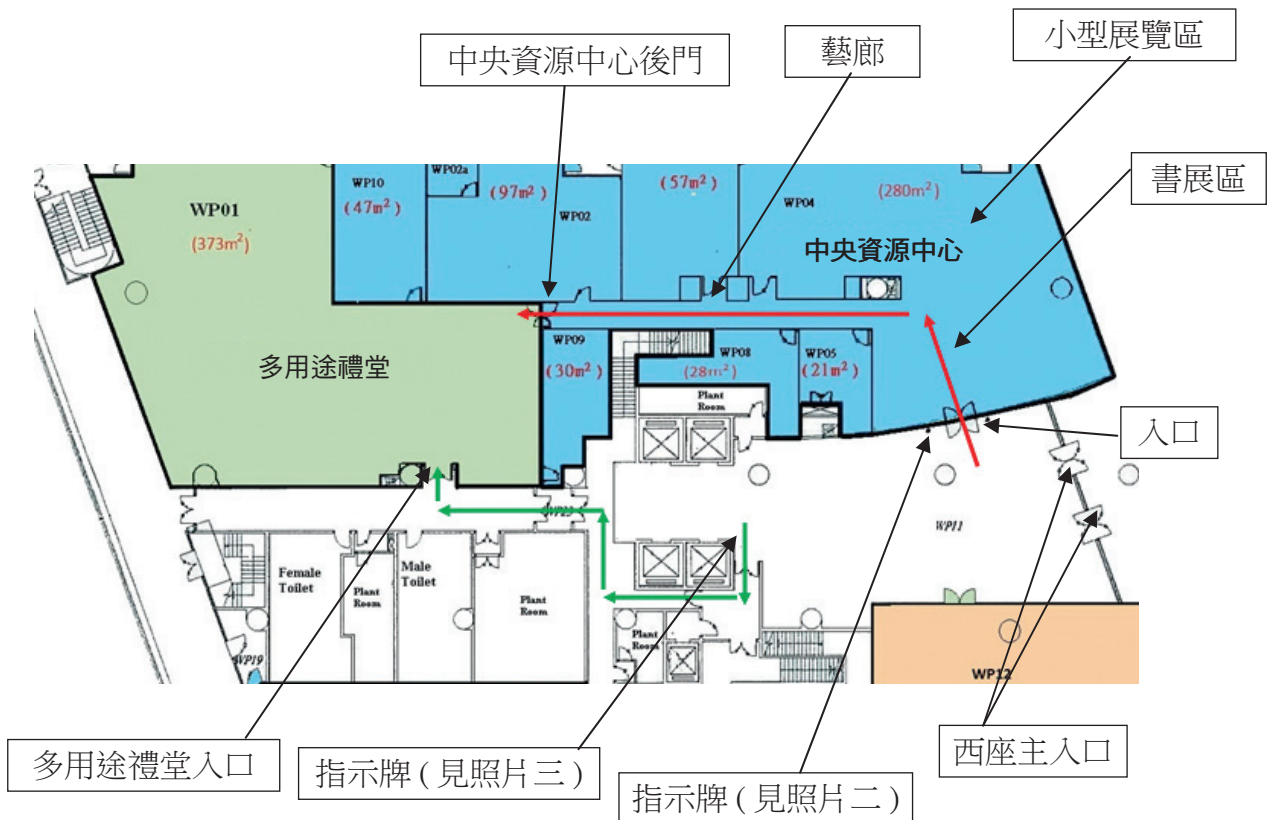 小型展覽區
中央資源中心後門
藝廊
書展區
WP01
(373m²)
WP10
(47m²)
WP02a
(97m²)
WP02
(57m²)
WP04
(280m²)
中央資源中心
多用途禮堂
WP09
(30m²)
WP08
(28m²)
WP05
(21m²)
Plant
Room
入口
WP23
WP11
Female
Toilet
Plant
Room
Male
Toilet
Plant
Room
Plant
Room
WP19
WP12
多用途禮堂入口
指示牌 ( 見照片三 )
指示牌 ( 見照片二 )
西座主入口